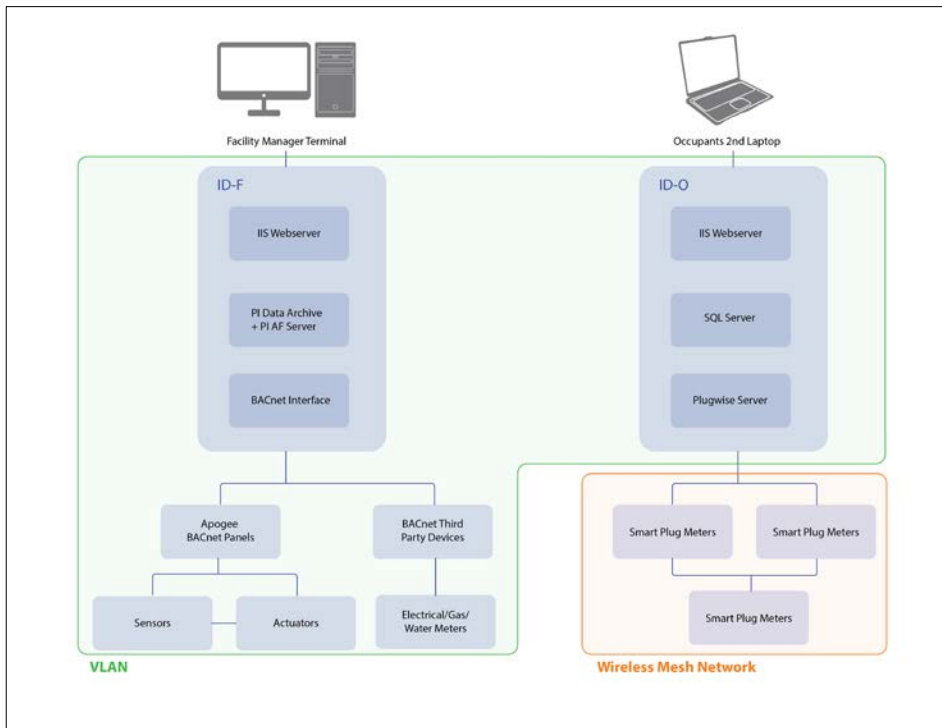 Facility Manager Terminal
Occupants 2nd Laptop
ID-F
IIS Webserver
PI Data Archive
+ PI AF Server
BACnet Interface
ID-O
IIS Webserver
SQL Server
Plugwise Server
Apogee
BACnet Panels
BACnet Third
Party Devices
Sensors
Actuators
Electrical/Gas/
Water Meters
VLAN
Smart Plug Meters
Smart Plug Meters
Smart Plug Meters
Wireless Mesh Network